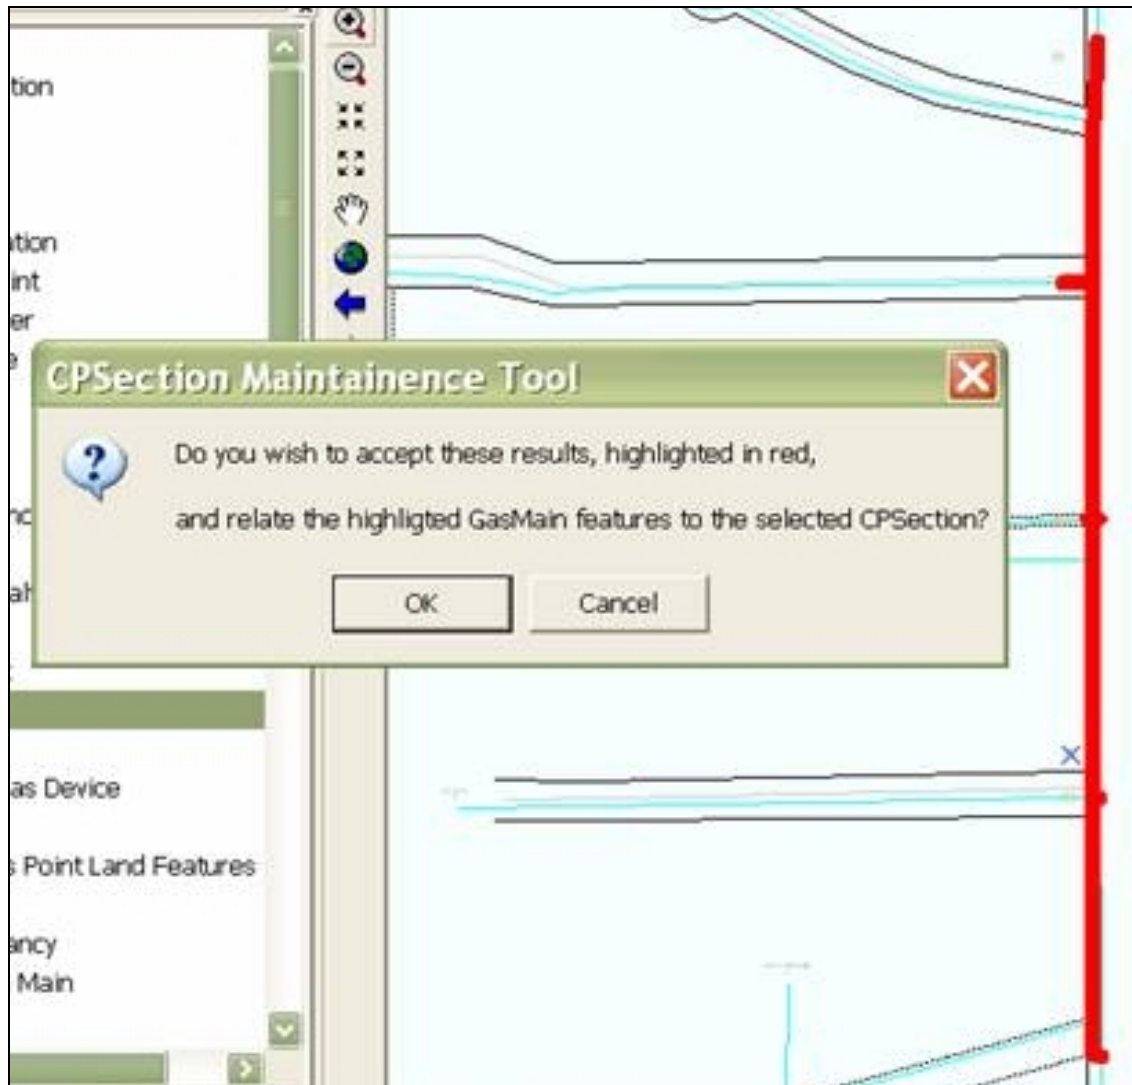 tion
ation
int
er
e
CPSection Maintainence Tool
Do you wish to accept these results, highlighted in red,
and relate the highligted GasMain features to the selected CPSection?
OK
Cancel
as Device
s Point Land Features
ancy
Main